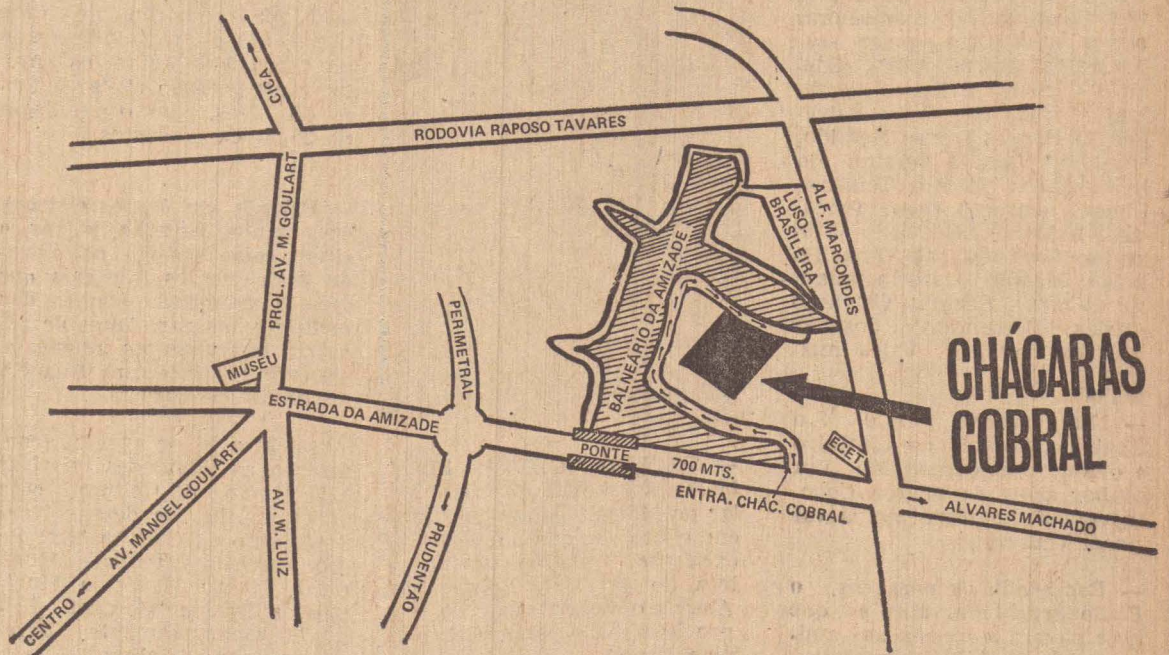 CICA
RODOVIA RAPOSO TAVARES
PROL. AV. M. GOULART
ALF. MARCONDES
LUSO-
BRASILEIRA
BALNEÁRIO DA AMIZADE
PERIMETRAL
MUSEU
ESTRADA DA AMIZADE
CHÁCARAS
COBRAL
ECET
PONTE
700 MTS.
ENTRA. CHÁC. COBRAL
ALVARES MACHADO
AV. MANOEL GOULART
CENTRO
AV. W. LUIZ
PRUDENTÃO